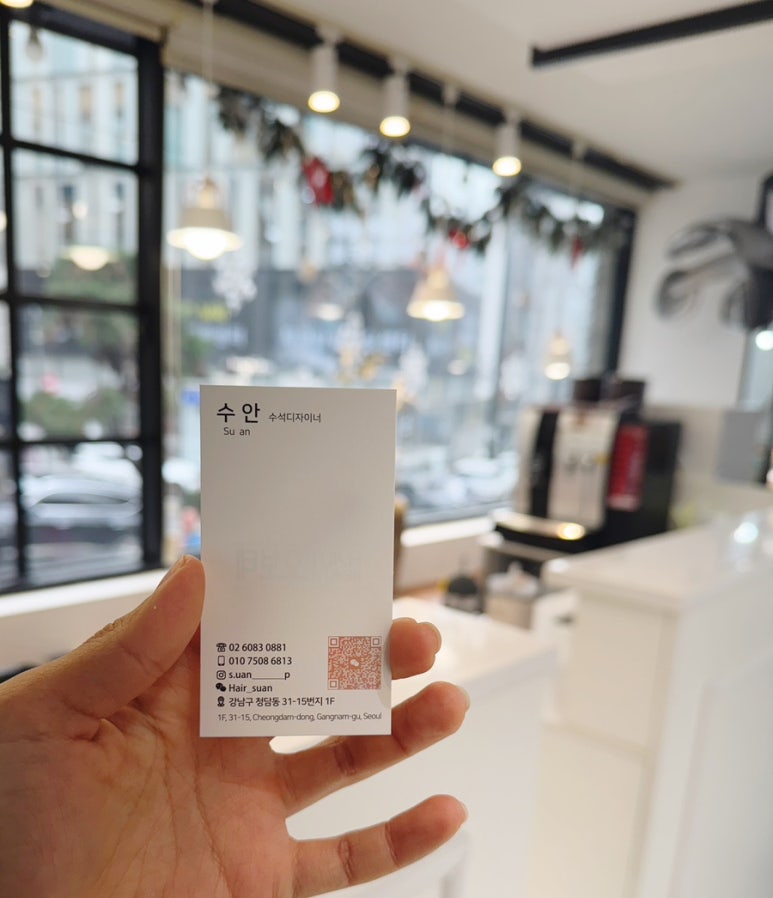 수 안 수석디자이너
Su an
02 6083 0881
010 7508 6813
s.uan______p
Hair_suan
강남구 청담동 31-15번지 1F
1F, 31-15, Cheongdam-dong, Gangnam-gu, Seoul